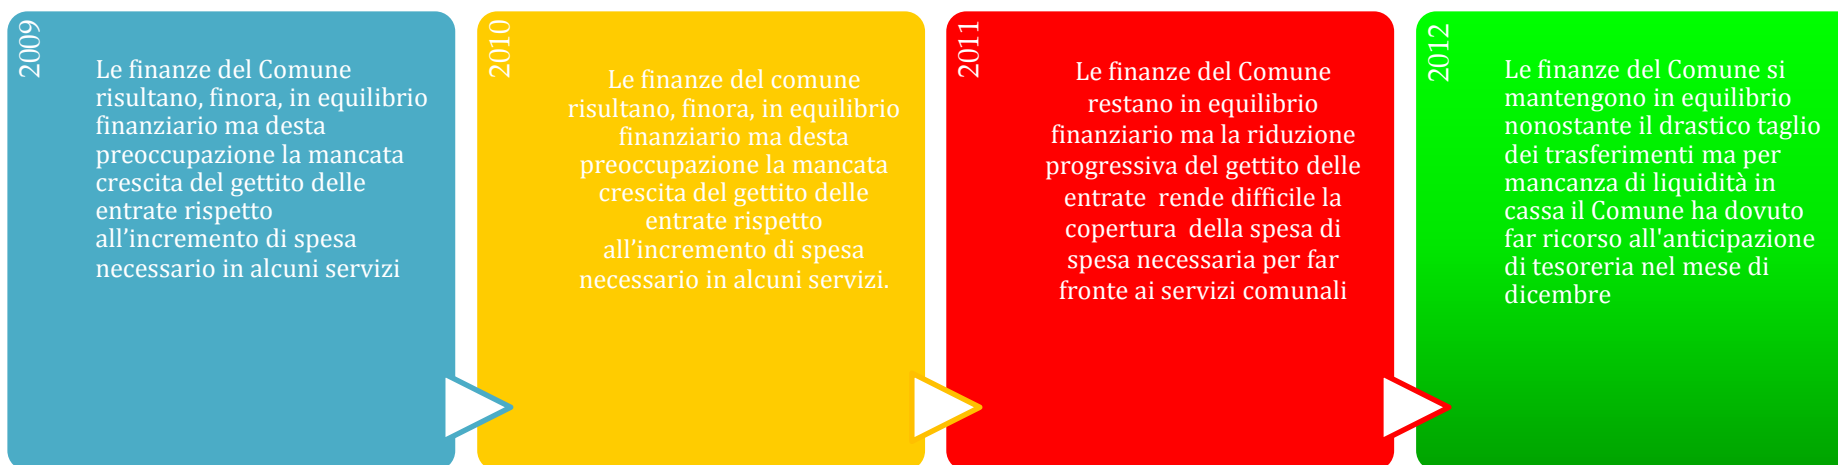 2009
Le finanze del Comune
risultano, finora, in equilibrio
finanziario ma desta
preoccupazione la mancata
crescita del gettito delle
entrate rispetto
all’incremento di spesa
necessario in alcuni servizi
2010
Le finanze del comune
risultano, finora, in equilibrio
finanziario ma desta
preoccupazione la mancata
crescita del gettito delle
entrate rispetto
all’incremento di spesa
necessario in alcuni servizi.
2011
Le finanze del Comune
restano in equilibrio
finanziario ma la riduzione
progressiva del gettito delle
entrate  rende difficile la
copertura  della spesa di
spesa necessaria per far
fronte ai servizi comunali
2012
Le finanze del Comune si
mantengono in equilibrio
nonostante il drastico taglio
dei trasferimenti ma per
mancanza di liquidità in
cassa il Comune ha dovuto
far ricorso all'anticipazione
di tesoreria nel mese di
dicembre